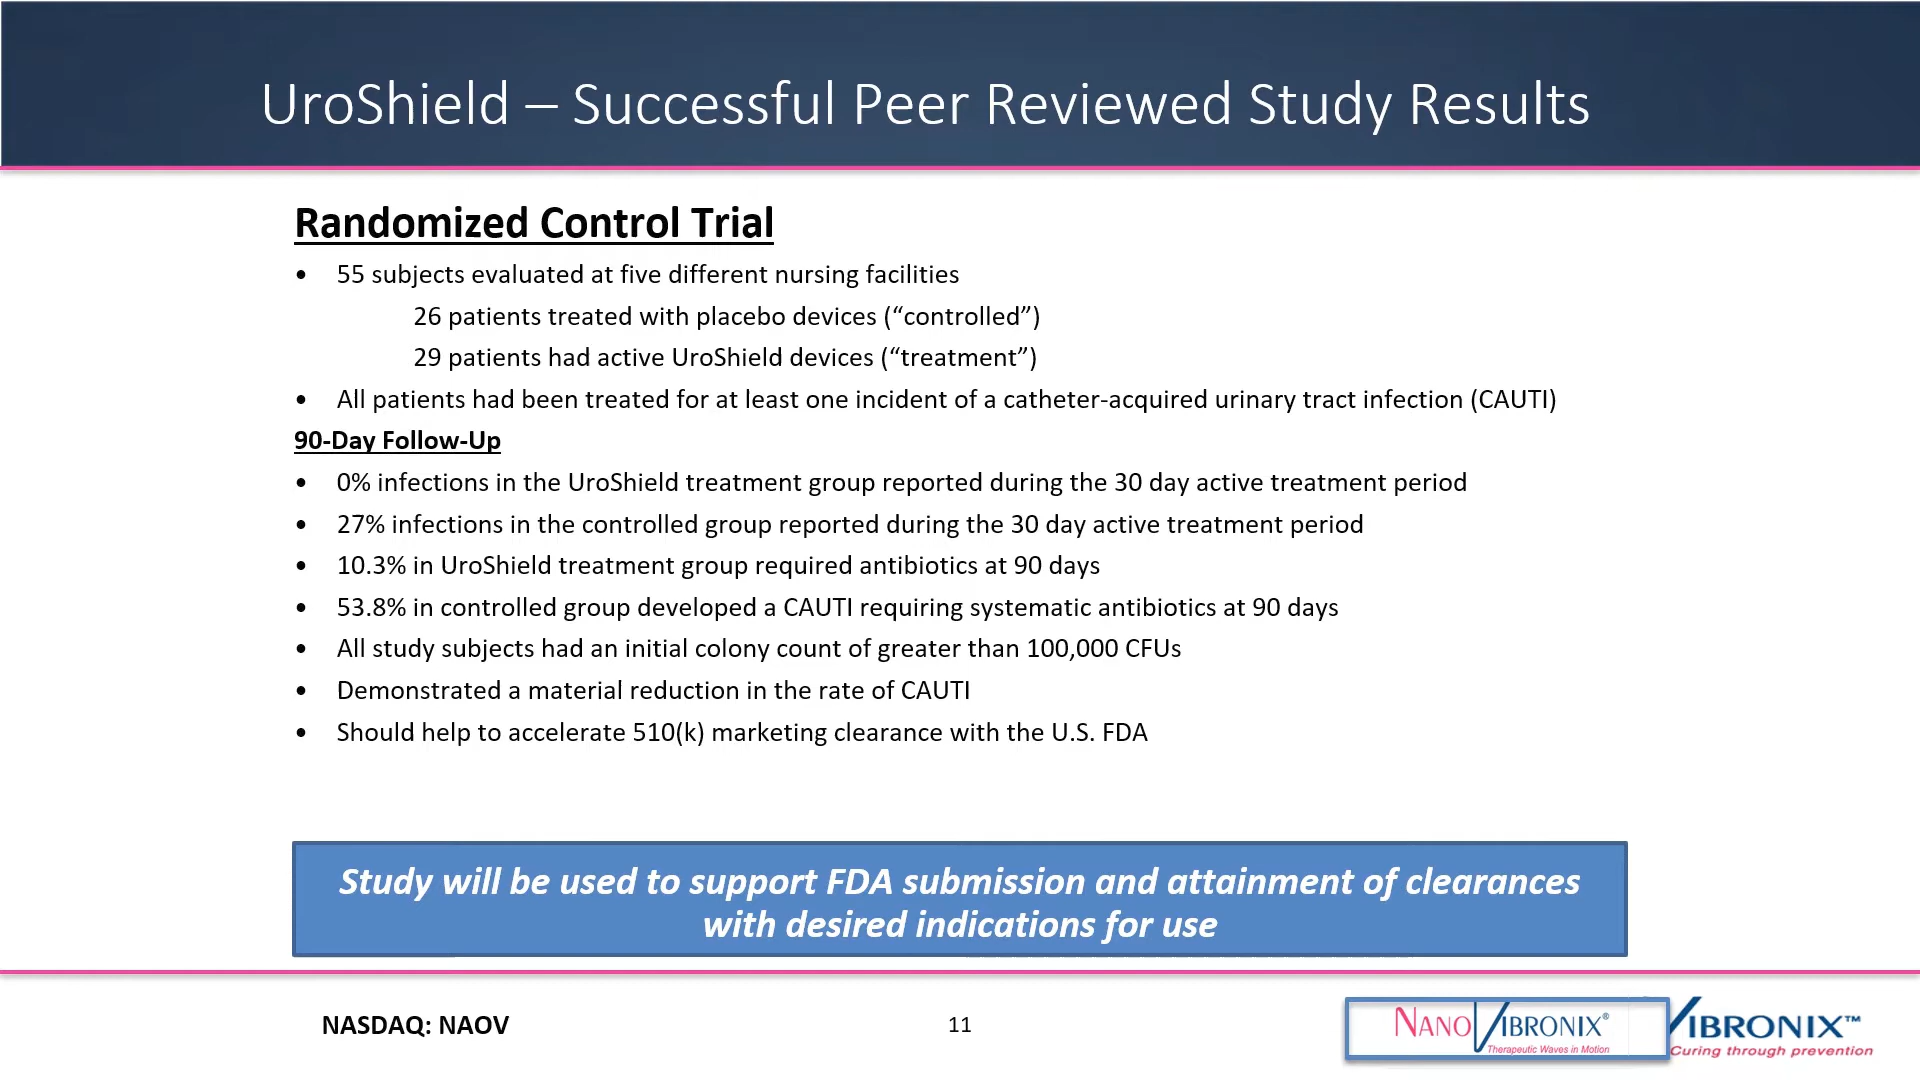 UroShield – Successful Peer Reviewed Study Results
Randomized Control Trial
• 55 subjects evaluated at five different nursing facilities
26 patients treated with placebo devices (“controlled”)
29 patients had active UroShield devices (“treatment”)
• All patients had been treated for at least one incident of a catheter-acquired urinary tract infection (CAUTI)
90-Day Follow-Up
• 0% infections in the UroShield treatment group reported during the 30 day active treatment period
• 27% infections in the controlled group reported during the 30 day active treatment period
• 10.3% in UroShield treatment group required antibiotics at 90 days
• 53.8% in controlled group developed a CAUTI requiring systematic antibiotics at 90 days
• All study subjects had an initial colony count of greater than 100,000 CFUs
• Demonstrated a material reduction in the rate of CAUTI
• Should help to accelerate 510(k) marketing clearance with the U.S. FDA
Study will be used to support FDA submission and attainment of clearances
with desired indications for use
NASDAQ: NAOV
11
NANOVIBRONIX®
Therapeutic Waves in Motion
VIBRONIX™
Curing through prevention